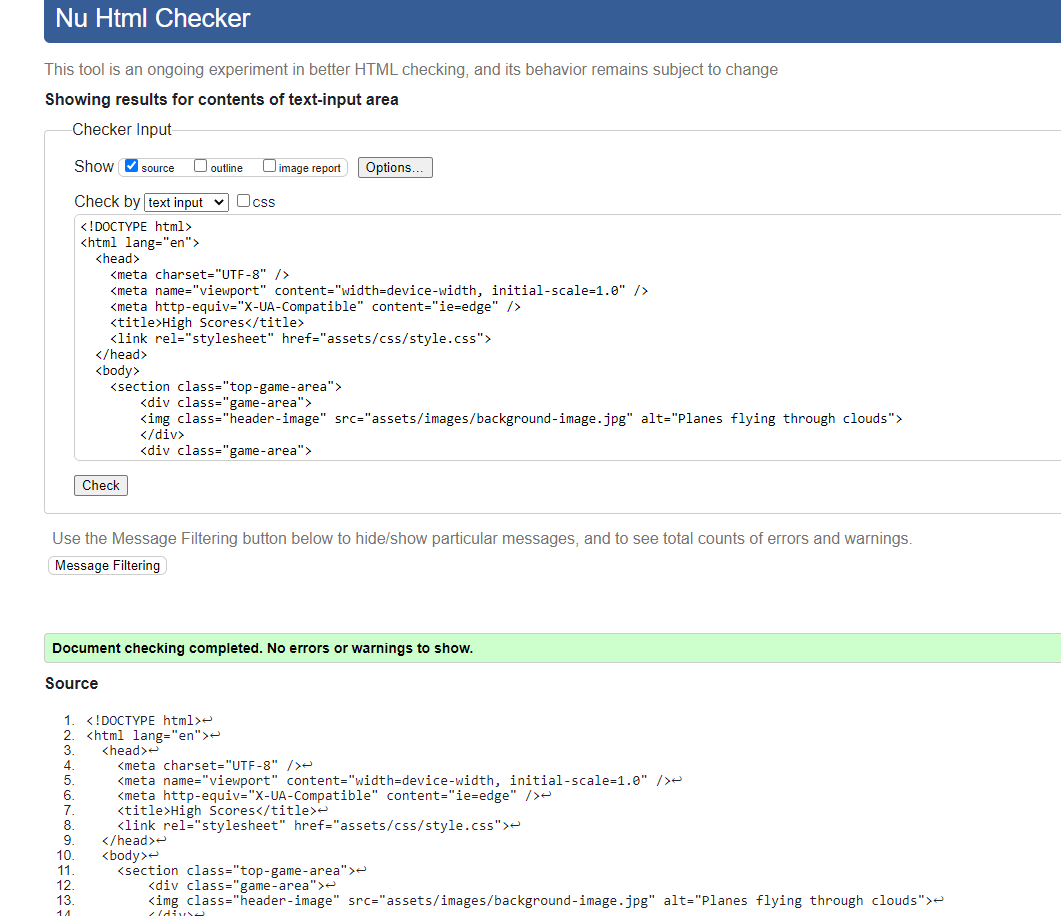 Nu Html Checker
This tool is an ongoing experiment in better HTML checking, and its behavior remains subject to change
Showing results for contents of text-input area
Checker Input
Show source outline image report Options...
Check by text input css
<!DOCTYPE html>
<html lang="en">
  <head>
    <meta charset="UTF-8" />
    <meta name="viewport" content="width=device-width, initial-scale=1.0" />
    <meta http-equiv="X-UA-Compatible" content="ie=edge" />
    <title>High Scores</title>
    <link rel="stylesheet" href="assets/css/style.css">
  </head>
  <body>
    <section class="top-game-area">
        <div class="game-area">
        <img class="header-image" src="assets/images/background-image.jpg" alt="Planes flying through clouds">
        </div>
        <div class="game-area">
Check
Use the Message Filtering button below to hide/show particular messages, and to see total counts of errors and warnings.
Message Filtering
Document checking completed. No errors or warnings to show.
Source
1. <!DOCTYPE html>↩
2. <html lang="en">↩
3.   <head>↩
4.     <meta charset="UTF-8" />↩
5.     <meta name="viewport" content="width=device-width, initial-scale=1.0" />↩
6.     <meta http-equiv="X-UA-Compatible" content="ie=edge" />↩
7.     <title>High Scores</title>↩
8.     <link rel="stylesheet" href="assets/css/style.css">↩
9.   </head>↩
10.   <body>↩
11.     <section class="top-game-area">↩
12.         <div class="game-area">↩
13.         <img class="header-image" src="assets/images/background-image.jpg" alt="Planes flying through clouds">↩
14.         </div>↩